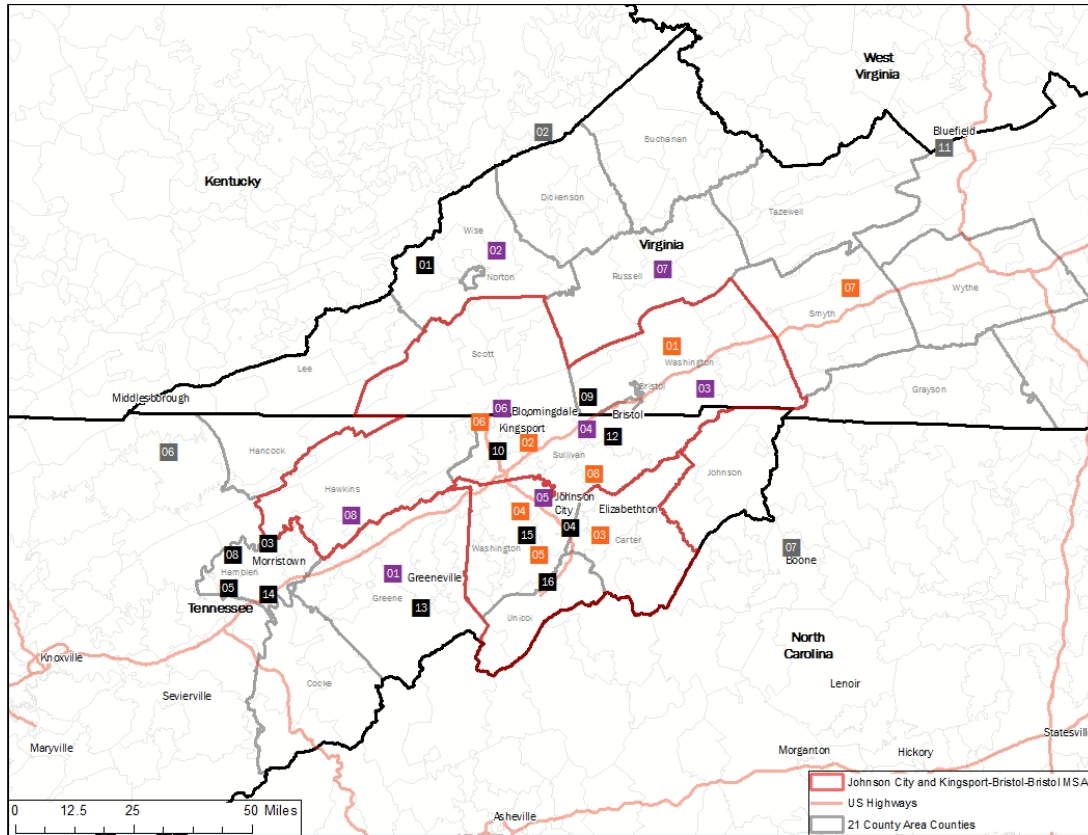 West
Virginia
Bluefield
11
02
Buchanan
Kentucky
Dickenson
Tazewell
Wise
02
Virginia
01
Norton
Russell
07
07
Smyth
Wythe
01
Scott
Washington
Lee
Bristol
03
Grayson
Middlesborough
09
06
Bloomingdale
Bristol
06
Kingsport
04
12
02
10
Sullivan
06
Hancock
Johnson
08
Hawkins
05
Johnson
City
Elizabethton
08
04
04
03
Carter
15
Washington
03
08
Morristown
05
07
Boone
Hamblen
01
Greeneville
16
05
14
Greene
13
Tennessee
Unicoi
North
Carolina
Knoxville
Cocke
Lenoir
Sevierville
Statesville
Maryville
Morganton
Hickory
Johnson City and Kingsport-Bristol-Bristol MSA
US Highways
21 County Area Counties
0 12.5 25 50 Miles
Asheville